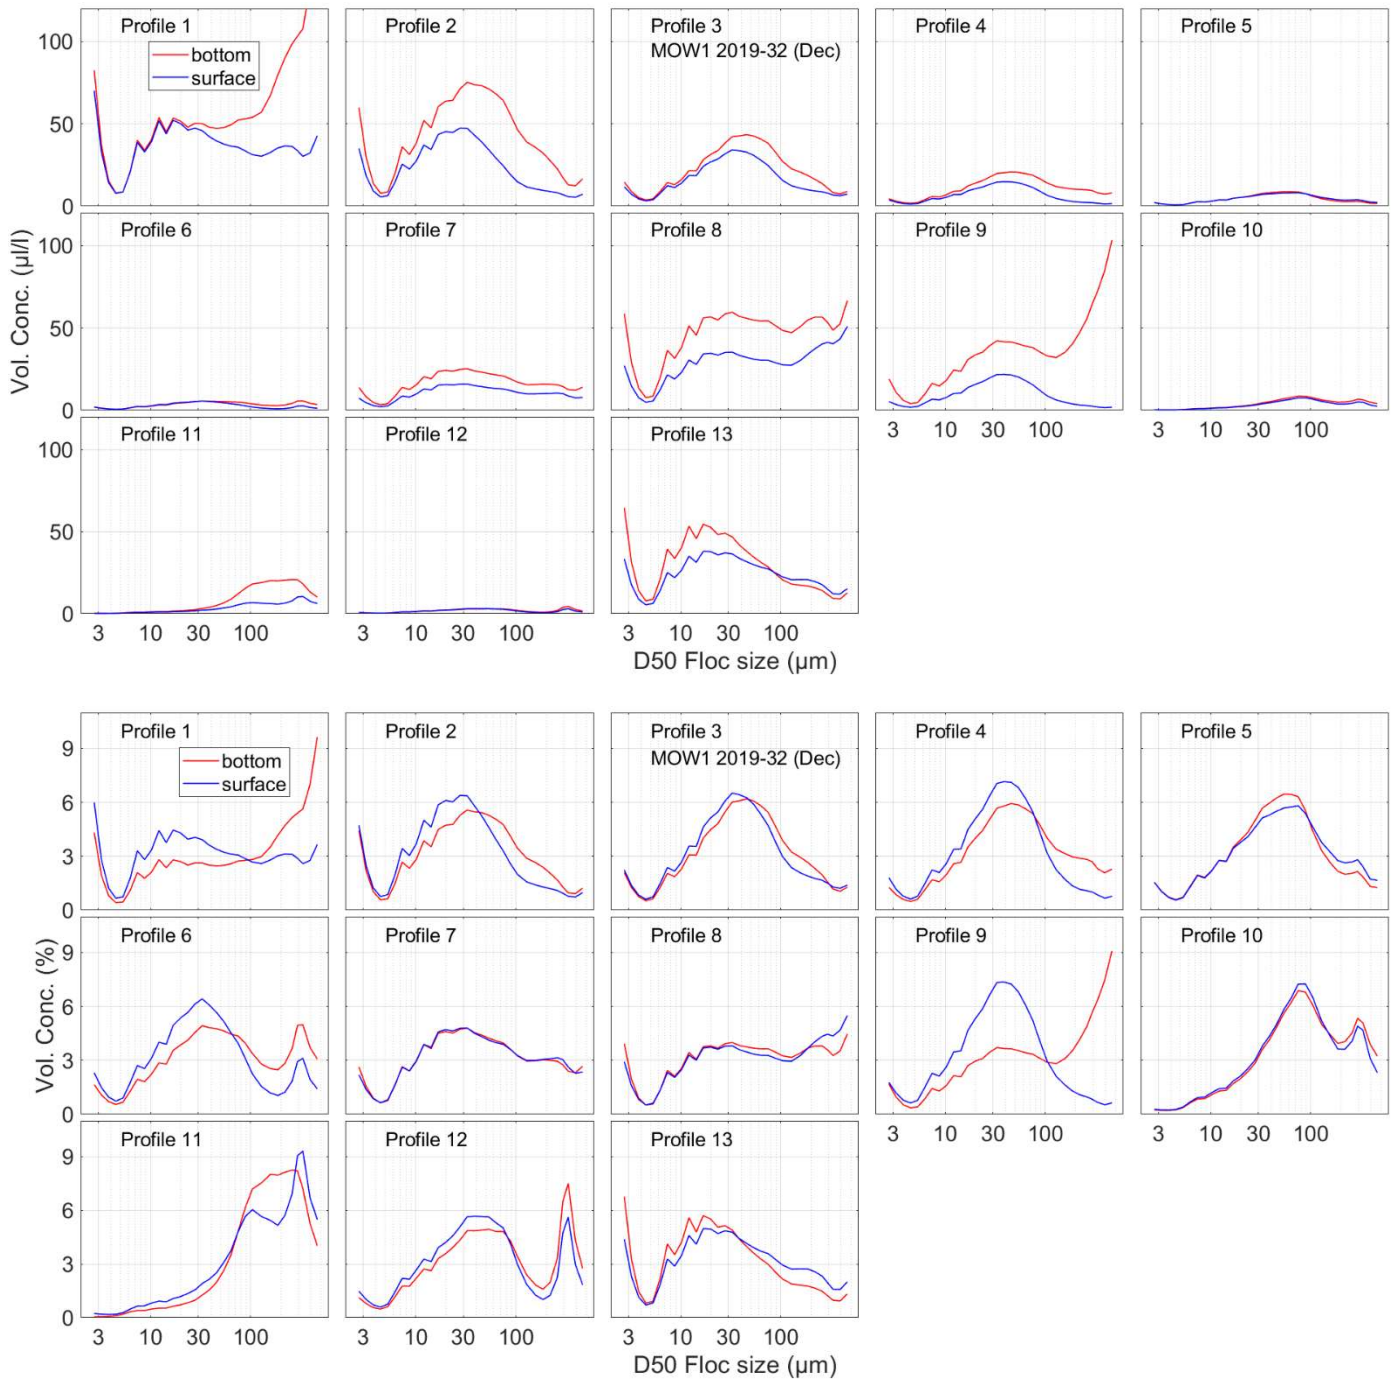 Profile 1
bottom
surface
Profile 2
Profile 3
MOW1 2019-32 (Dec)
Profile 4
Profile 5
100
50
0
Profile 6
Profile 7
Profile 8
Profile 9
Profile 10
100
50
0
3 10 30 100
3 10 30 100
Vol. Conc. (µl/l)
Profile 11
Profile 12
Profile 13
100
50
0
3 10 30 100
3 10 30 100
3 10 30 100
D50 Floc size (µm)
Profile 1
bottom
surface
Profile 2
Profile 3
MOW1 2019-32 (Dec)
Profile 4
Profile 5
9
6
3
0
Profile 6
Profile 7
Profile 8
Profile 9
Profile 10
9
6
3
0
3 10 30 100
3 10 30 100
Vol. Conc. (%)
Profile 11
Profile 12
Profile 13
9
6
3
0
3 10 30 100
3 10 30 100
3 10 30 100
D50 Floc size (µm)